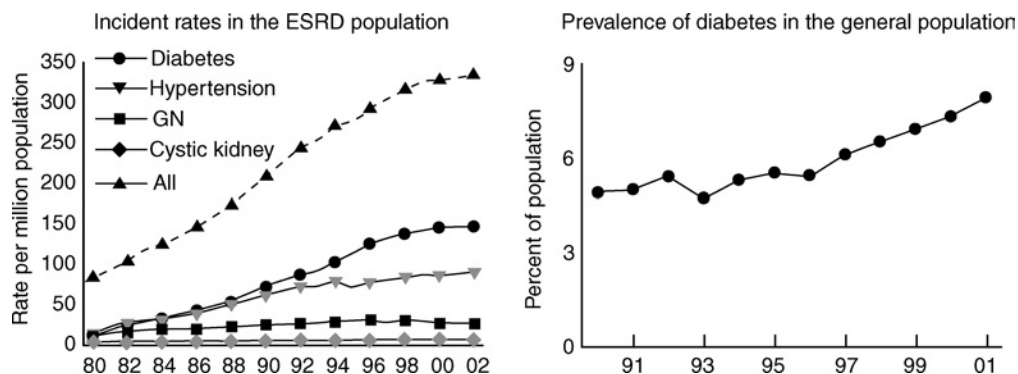 Incident rates in the ESRD population
Rate per million population
350
300
250
200
150
100
50
0
Diabetes
Hypertension
GN
Cystic kidney
All
80 82 84 86 88 90 92 94 96 98 00 02
Prevalence of diabetes in the general population
Percent of population
9
6
3
0
91 93 95 97 99 01